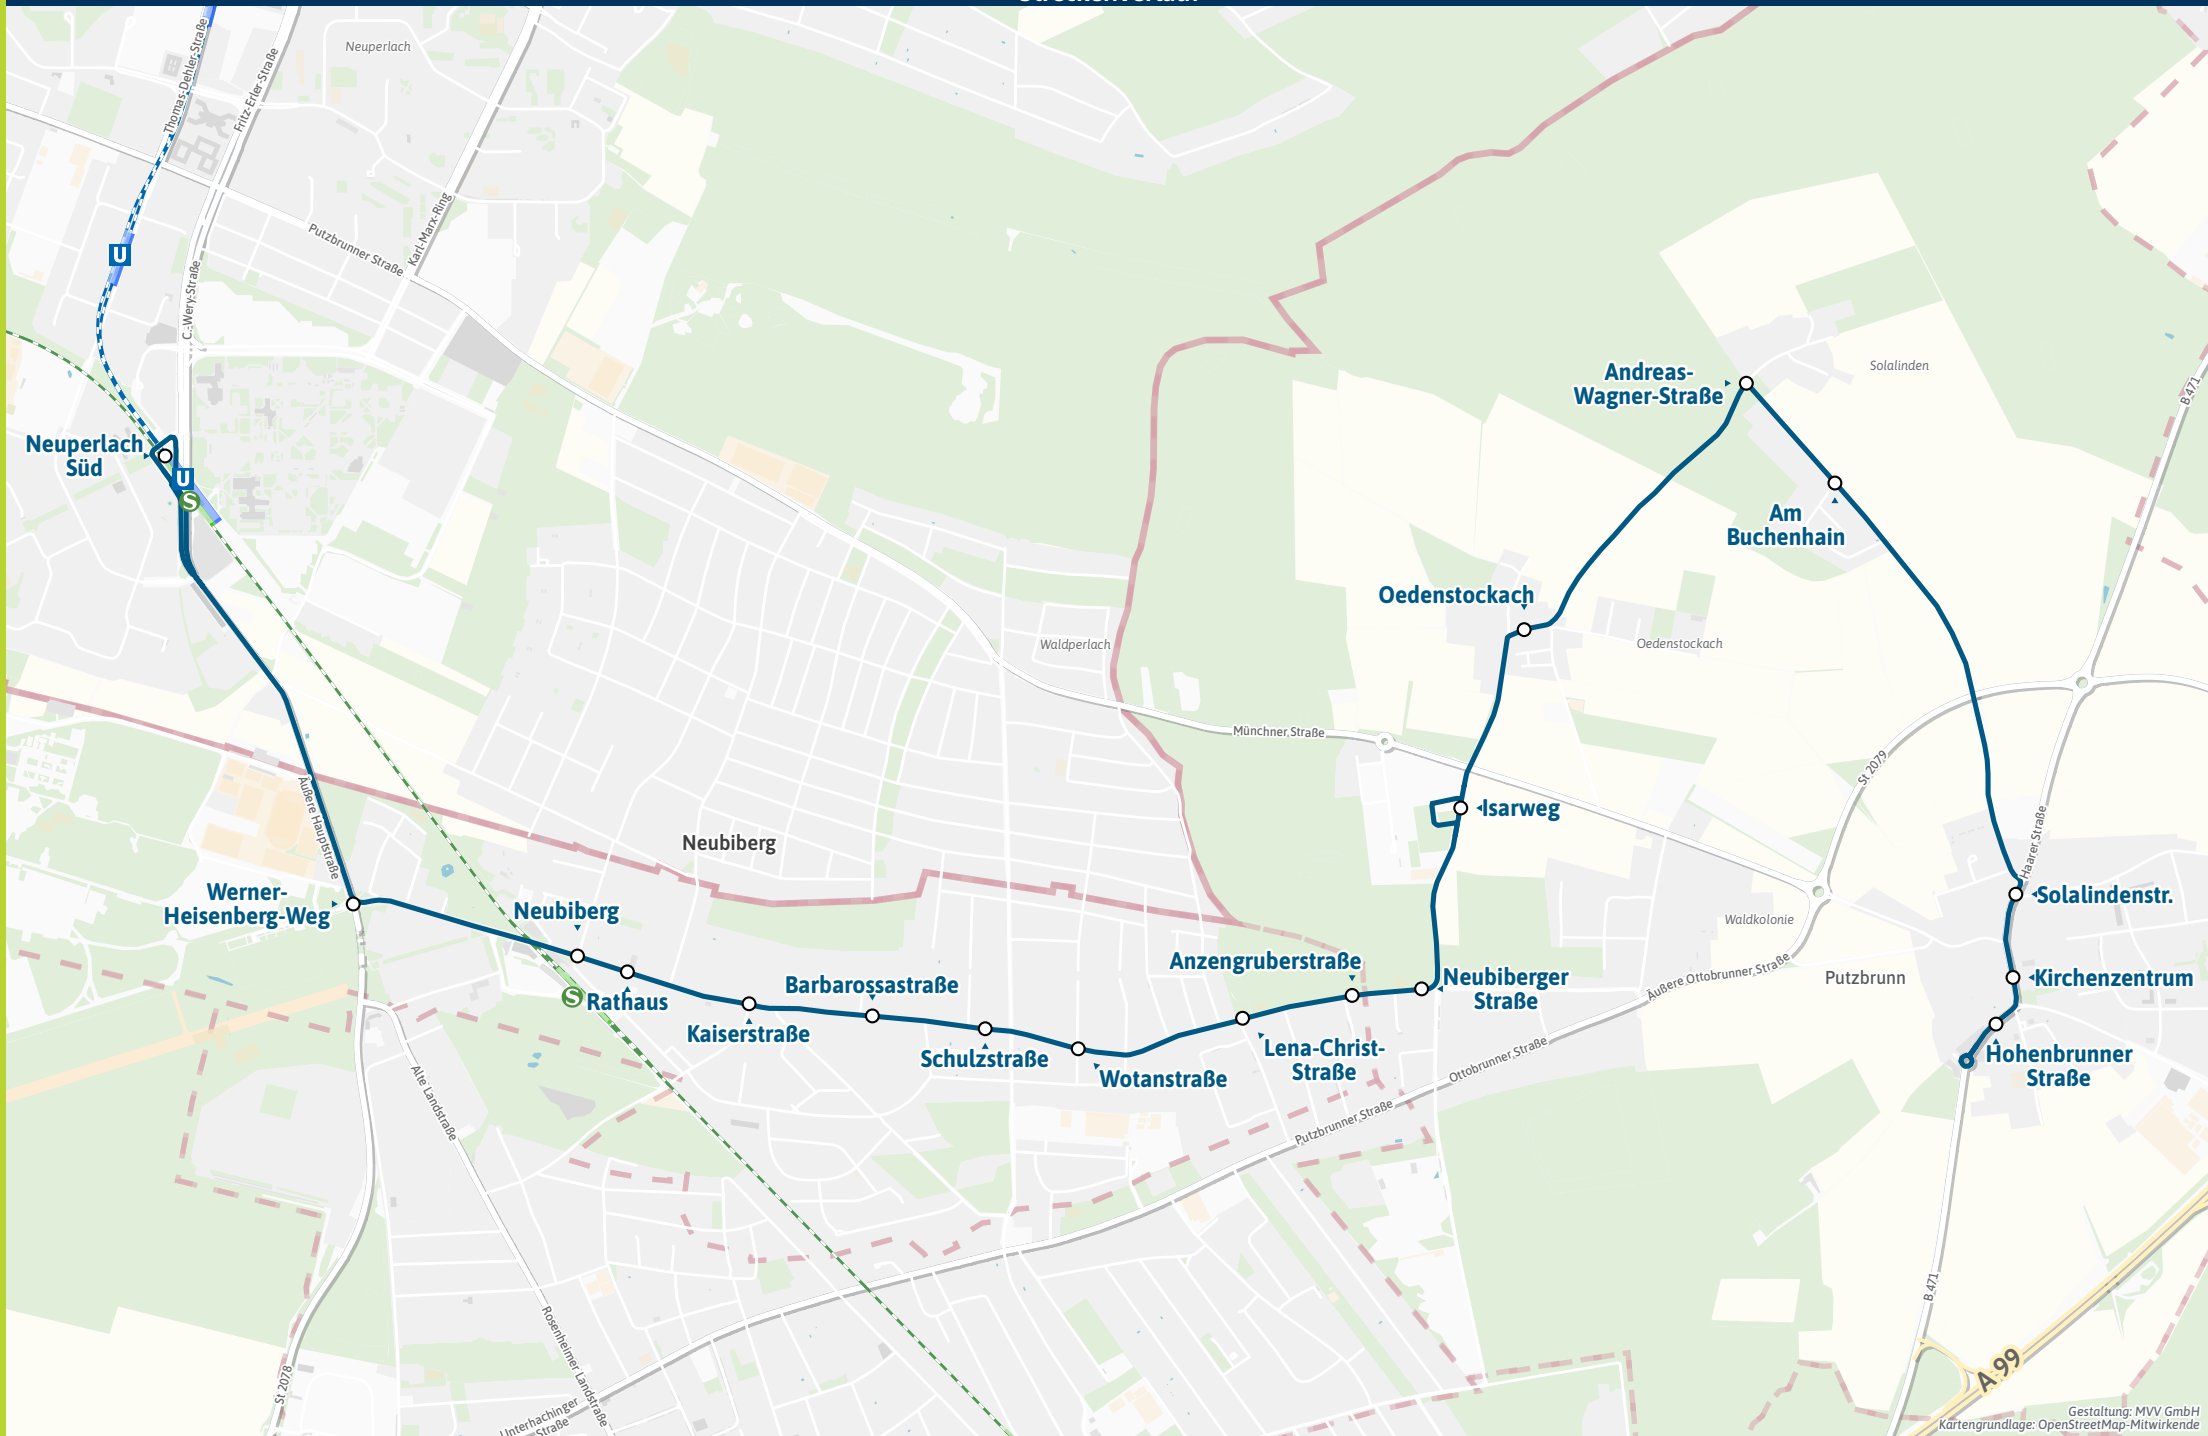 Streckenverlauf
Neuperlach
Thomas-Dehler-Straße
Fritz-Erler-Straße
Karl-Marx-Ring
Putzbrunner Straße
U
C.-Wery-Straße
Solalinden
Andreas-
Wagner-Straße
B 471
Neuperlach
Süd
U
S
Am
Buchenhain
Oedenstockach
Oedenstockach
Waldperlach
Münchner Straße
St 2079
Äußere Hauptstraße
Isarweg
Neubiberg
Haarer Straße
Werner-
Heisenberg-Weg
Neubiberg
Solalindenstr.
Waldkolonie
Anzengruberstraße
Neubiberger
Straße
Äußere Ottobrunner Straße
Putzbrunn
Kirchenzentrum
Barbarossastraße
S
Rathaus
Kaiserstraße
Schulzstraße
Wotanstraße
Lena-Christ-
Straße
Ottobrunner Straße
Hohenbrunner
Straße
Alte Landstraße
Putzbrunner Straße
B 471
Rosenheimer Landstraße
St 2078
Unterhachinger
Straße
A 99
Gestaltung: MVV GmbH
Kartengrundlage: OpenStreetMap-Mitwirkende